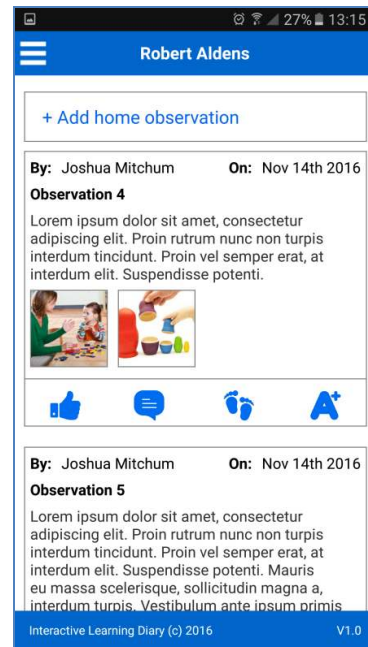 27% 13:15
Robert Aldens
+ Add home observation
By: Joshua Mitchum On: Nov 14th 2016
Observation 4
Lorem ipsum dolor sit amet, consectetur
adipiscing elit. Proin rutrum nunc non turpis
interdum tincidunt. Proin vel semper erat, at
interdum elit. Suspendisse potenti.
A+
By: Joshua Mitchum On: Nov 14th 2016
Observation 5
Lorem ipsum dolor sit amet, consectetur
adipiscing elit. Proin rutrum nunc non turpis
interdum tincidunt. Proin vel semper erat, at
interdum elit. Suspendisse potenti. Mauris
eu massa scelerisque, sollicitudin magna a,
interdum turpis. Vestibulum ante ipsum primis
Interactive Learning Diary (c) 2016 V1.0